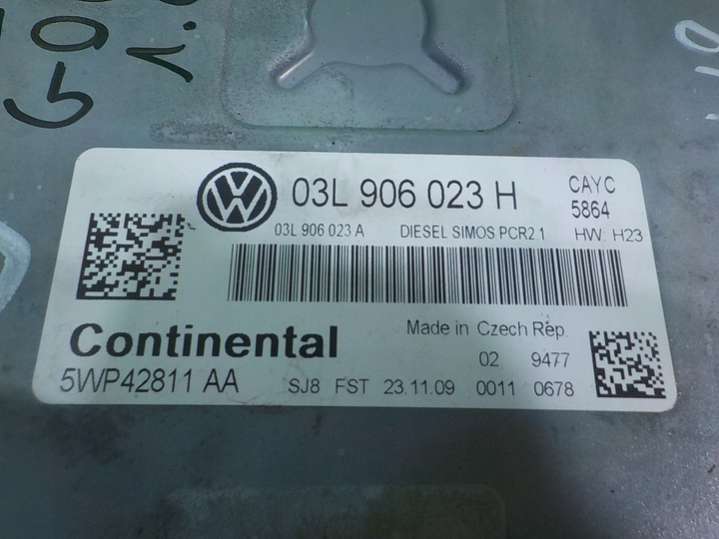 03L 906 023 H
CAYC
5864
03L 906 023 A DIESEL SIMOS PCR2 1 HW: H23
Continental
Made in Czech Rep.
02 9477
5WP42811 AA SJ8 FST 23.11.09 0011 0678